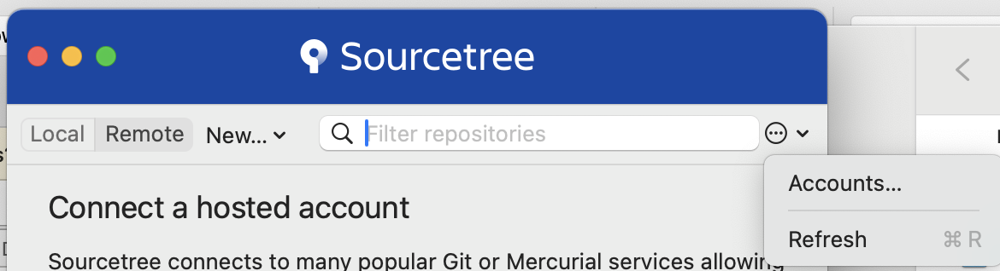 Sourcetree
Local Remote New... Filter repositories
Accounts...
Connect a hosted account
Refresh ⌘ R
Sourcetree connects to many popular Git or Mercurial services allowing